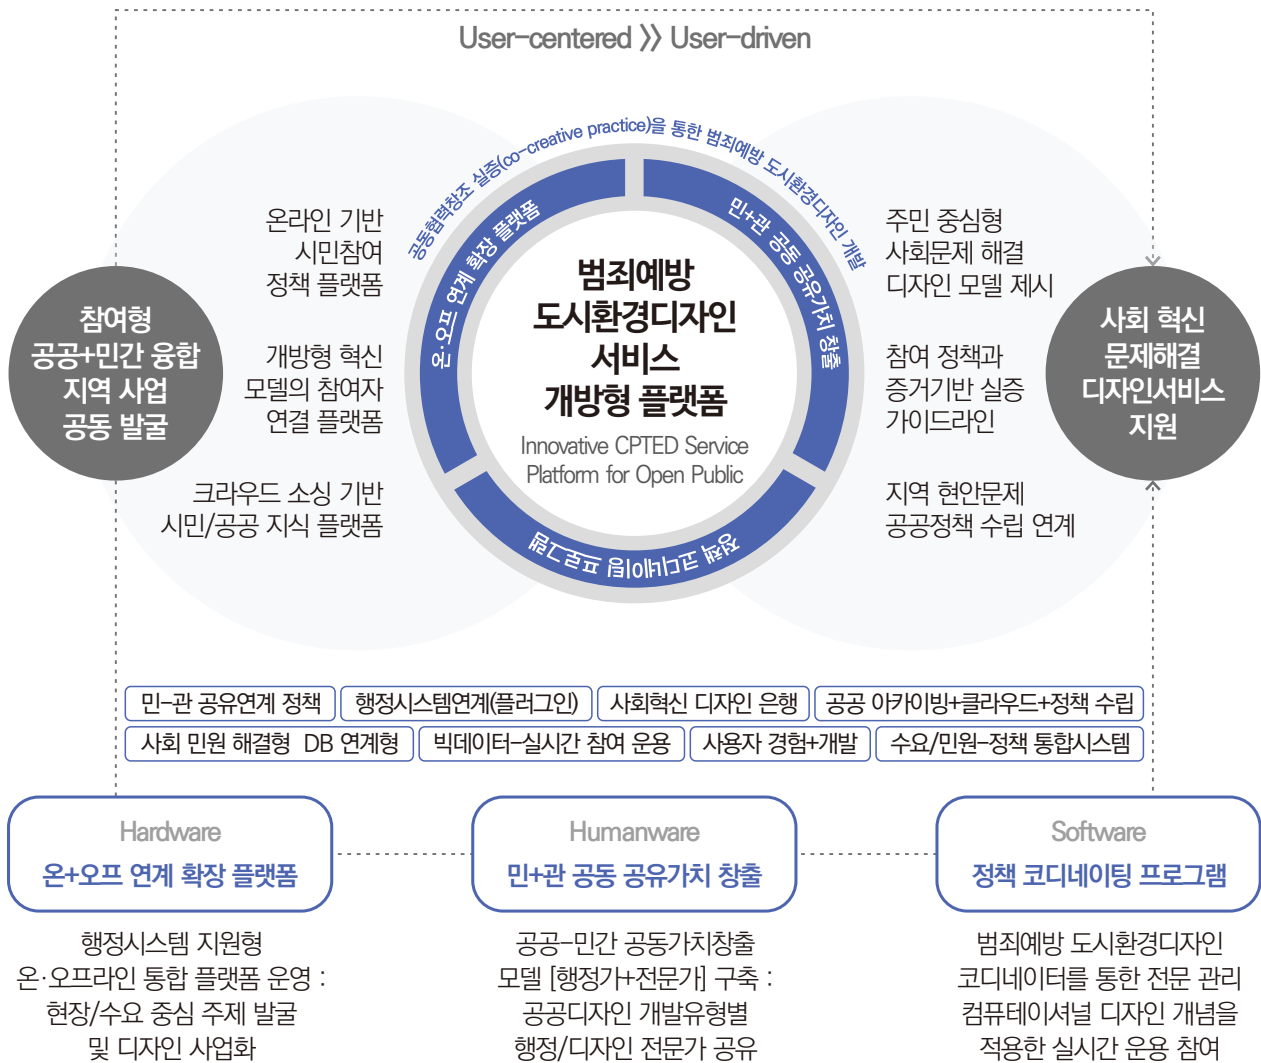 User-centered ⟫ User-driven
공동협력창조 실증(co-creative practice)을 통한 범죄예방 도시환경디자인 개발
온·오프 연계 확장 플랫폼
민+관 공동 공유가치 창출
정책 코디네이팅 프로그램
범죄예방
도시환경디자인
서비스
개방형 플랫폼
Innovative CPTED Service
Platform for Open Public
참여형
공공+민간 융합
지역 사업
공동 발굴
온라인 기반
시민참여
정책 플랫폼
개방형 혁신
모델의 참여자
연결 플랫폼
크라우드 소싱 기반
시민/공공 지식 플랫폼
주민 중심형
사회문제 해결
디자인 모델 제시
참여 정책과
증거기반 실증
가이드라인
지역 현안문제
공공정책 수립 연계
사회 혁신
문제해결
디자인서비스
지원
민-관 공유연계 정책
행정시스템연계(플러그인)
사회혁신 디자인 은행
공공 아카이빙+클라우드+정책 수립
사회 민원 해결형 DB 연계형
빅데이터-실시간 참여 운용
사용자 경험+개발
수요/민원-정책 통합시스템
Hardware
온+오프 연계 확장 플랫폼
행정시스템 지원형
온·오프라인 통합 플랫폼 운영 :
현장/수요 중심 주제 발굴
및 디자인 사업화
Humanware
민+관 공동 공유가치 창출
공공-민간 공동가치창출
모델 [행정가+전문가] 구축 :
공공디자인 개발유형별
행정/디자인 전문가 공유
Software
정책 코디네이팅 프로그램
범죄예방 도시환경디자인
코디네이터를 통한 전문 관리
컴퓨테이셔널 디자인 개념을
적용한 실시간 운용 참여